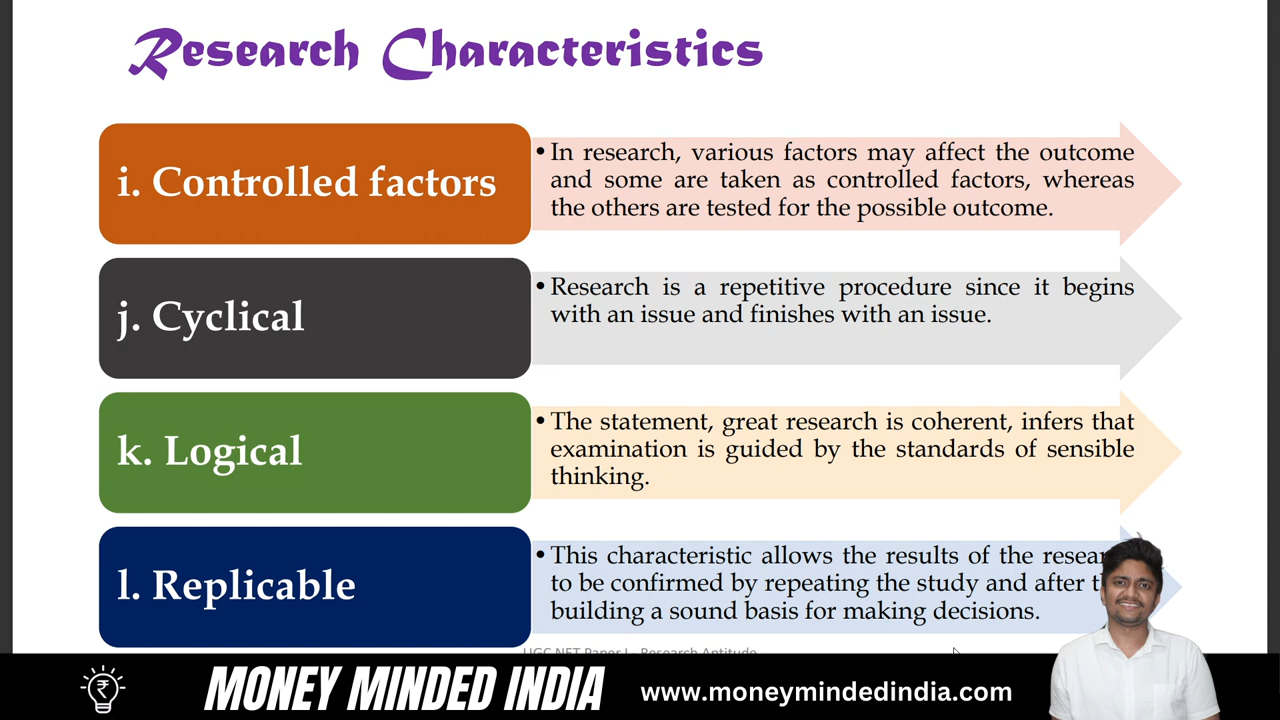 Research Characteristics
i. Controlled factors
• In research, various factors may affect the outcome
and some are taken as controlled factors, whereas
the others are tested for the possible outcome.
j. Cyclical
• Research is a repetitive procedure since it begins
with an issue and finishes with an issue.
k. Logical
• The statement, great research is coherent, infers that
examination is guided by the standards of sensible
thinking.
l. Replicable
• This characteristic allows the results of the
to be confirmed by repeating the study and after
building a sound basis for making decisions.
UGC NET Paper I - Research Aptitude
₹
MONEY MINDED INDIA
www.moneymindedindia.com